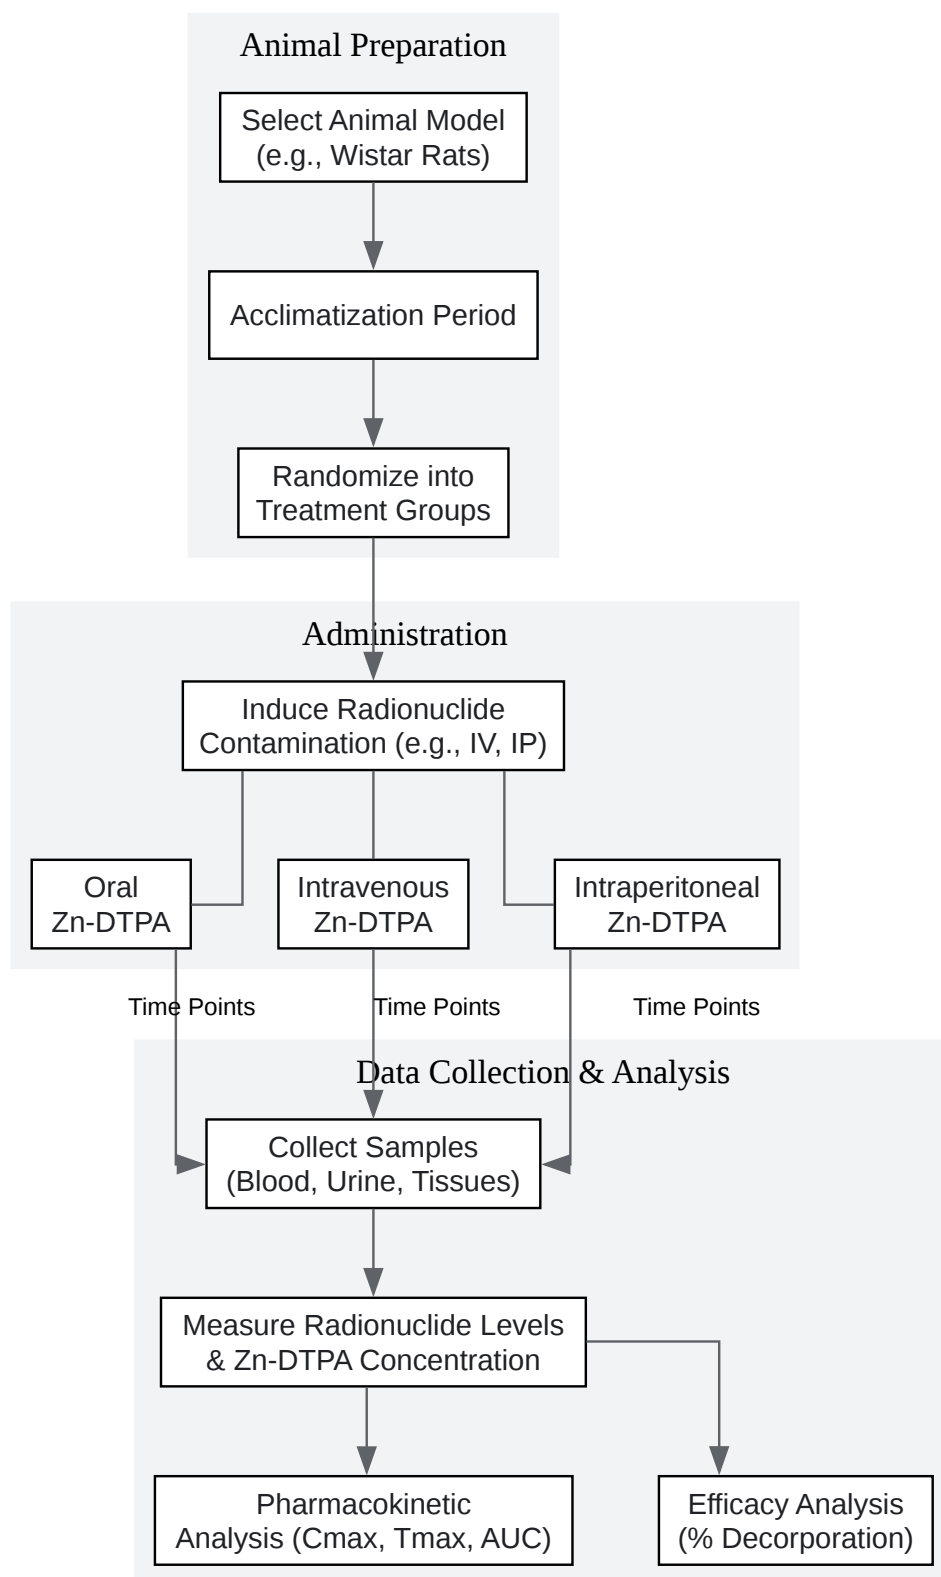 Animal Preparation
Select Animal Model
(e.g., Wistar Rats)
Acclimatization Period
Randomize into
Treatment Groups
Administration
Induce Radionuclide
Contamination (e.g., IV, IP)
Oral
Zn-DTPA
Intravenous
Zn-DTPA
Intraperitoneal
Zn-DTPA
Time Points
Time Points
Time Points
Data Collection & Analysis
Collect Samples
(Blood, Urine, Tissues)
Measure Radionuclide Levels
& Zn-DTPA Concentration
Pharmacokinetic
Analysis (Cmax, Tmax, AUC)
Efficacy Analysis
(% Decorporation)